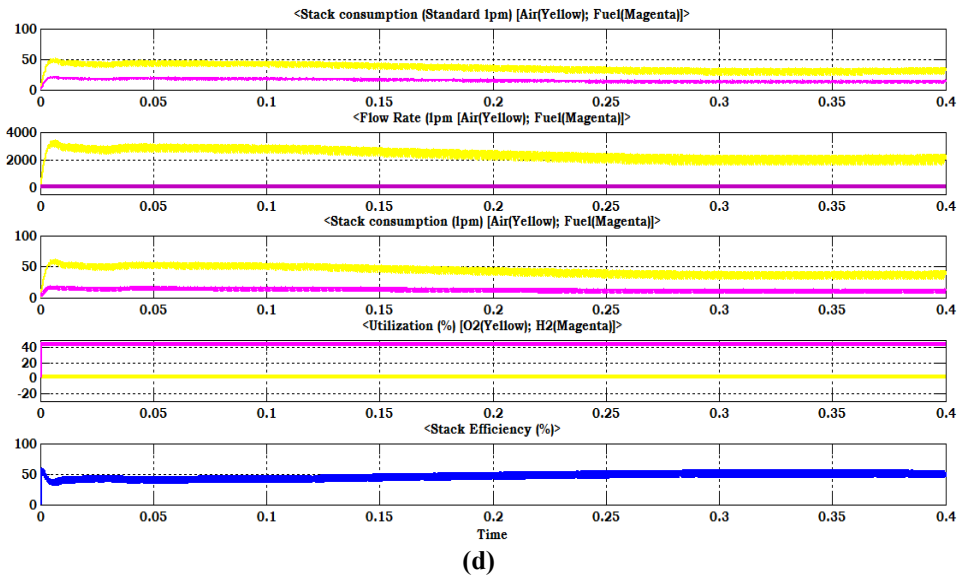 <Stack consumption (Standard lpm) [Air(Yellow); Fuel(Magenta)]>
100
50
0
0 0.05 0.1 0.15 0.2 0.25 0.3 0.35 0.4
<Flow Rate (lpm [Air(Yellow); Fuel(Magenta)]>
4000
2000
0
0 0.05 0.1 0.15 0.2 0.25 0.3 0.35 0.4
<Stack consumption (lpm) [Air(Yellow); Fuel(Magenta)]>
100
50
0
0 0.05 0.1 0.15 0.2 0.25 0.3 0.35 0.4
<Utilization (%) [O2(Yellow); H2(Magenta)]>
40
20
0
-20
0 0.05 0.1 0.15 0.2 0.25 0.3 0.35 0.4
<Stack Efficiency (%)>
100
50
0
0 0.05 0.1 0.15 0.2 0.25 0.3 0.35 0.4
Time
(d)